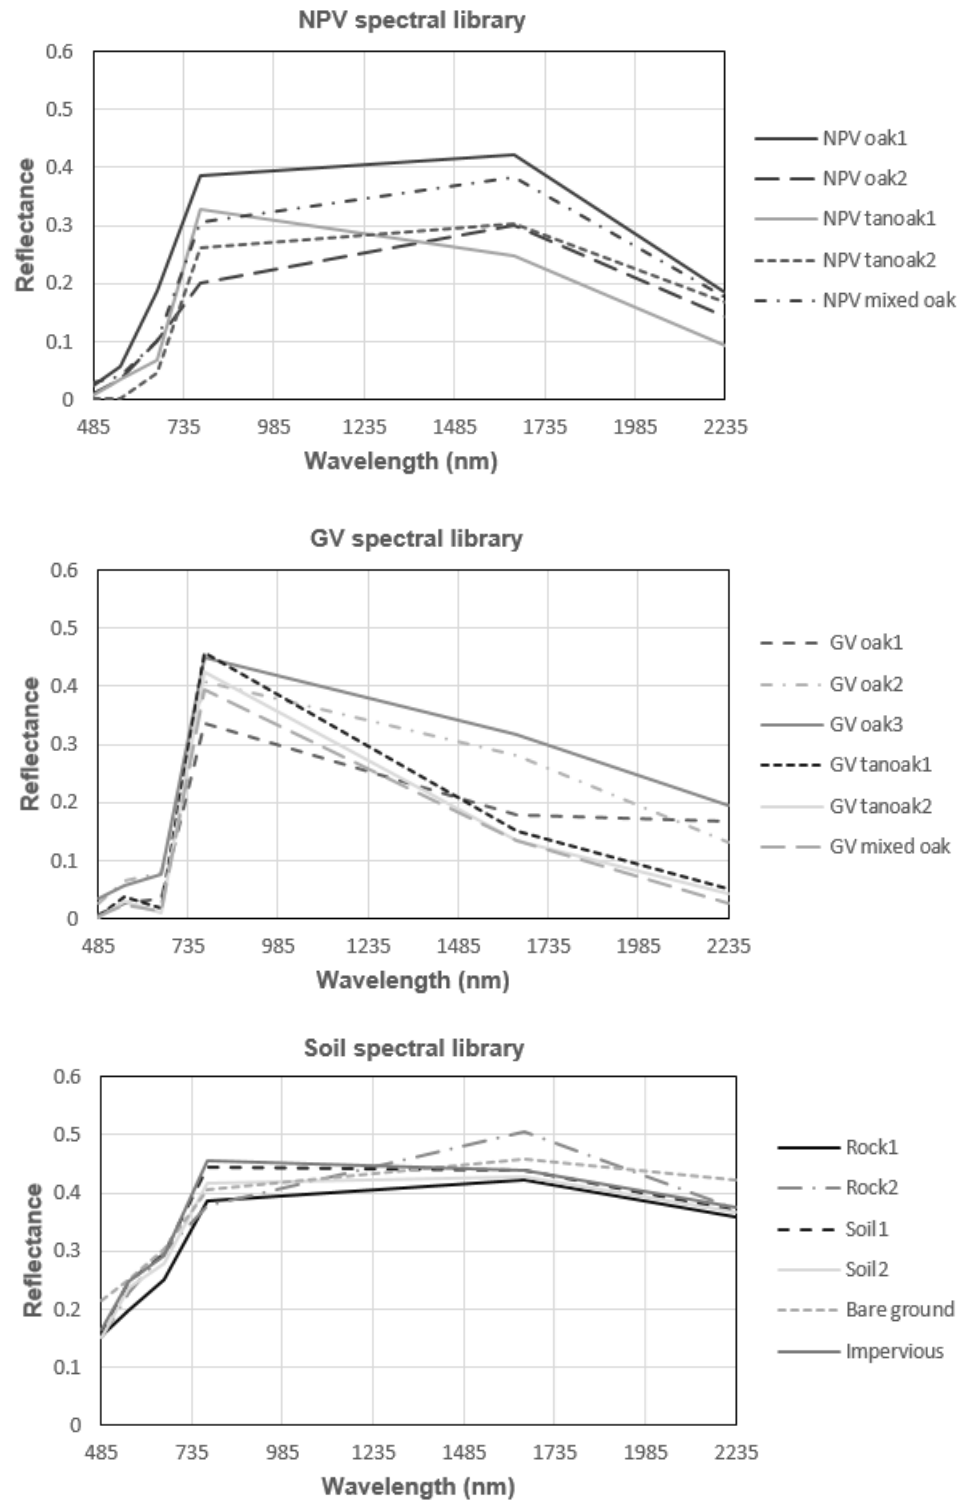 NPV spectral library
0.6
0.5
0.4
0.3
0.2
0.1
0
Reflectance
485 735 985 1235 1485 1735 1985 2235
Wavelength (nm)
NPV oak1
NPV oak2
NPV tanoak1
NPV tanoak2
NPV mixed oak
GV spectral library
0.6
0.5
0.4
0.3
0.2
0.1
0
Reflectance
485 735 985 1235 1485 1735 1985 2235
Wavelength (nm)
GV oak1
GV oak2
GV oak3
GV tanoak1
GV tanoak2
GV mixed oak
Soil spectral library
0.6
0.5
0.4
0.3
0.2
0.1
0
Reflectance
485 735 985 1235 1485 1735 1985 2235
Wavelength (nm)
Rock1
Rock2
Soil1
Soil2
Bare ground
Impervious